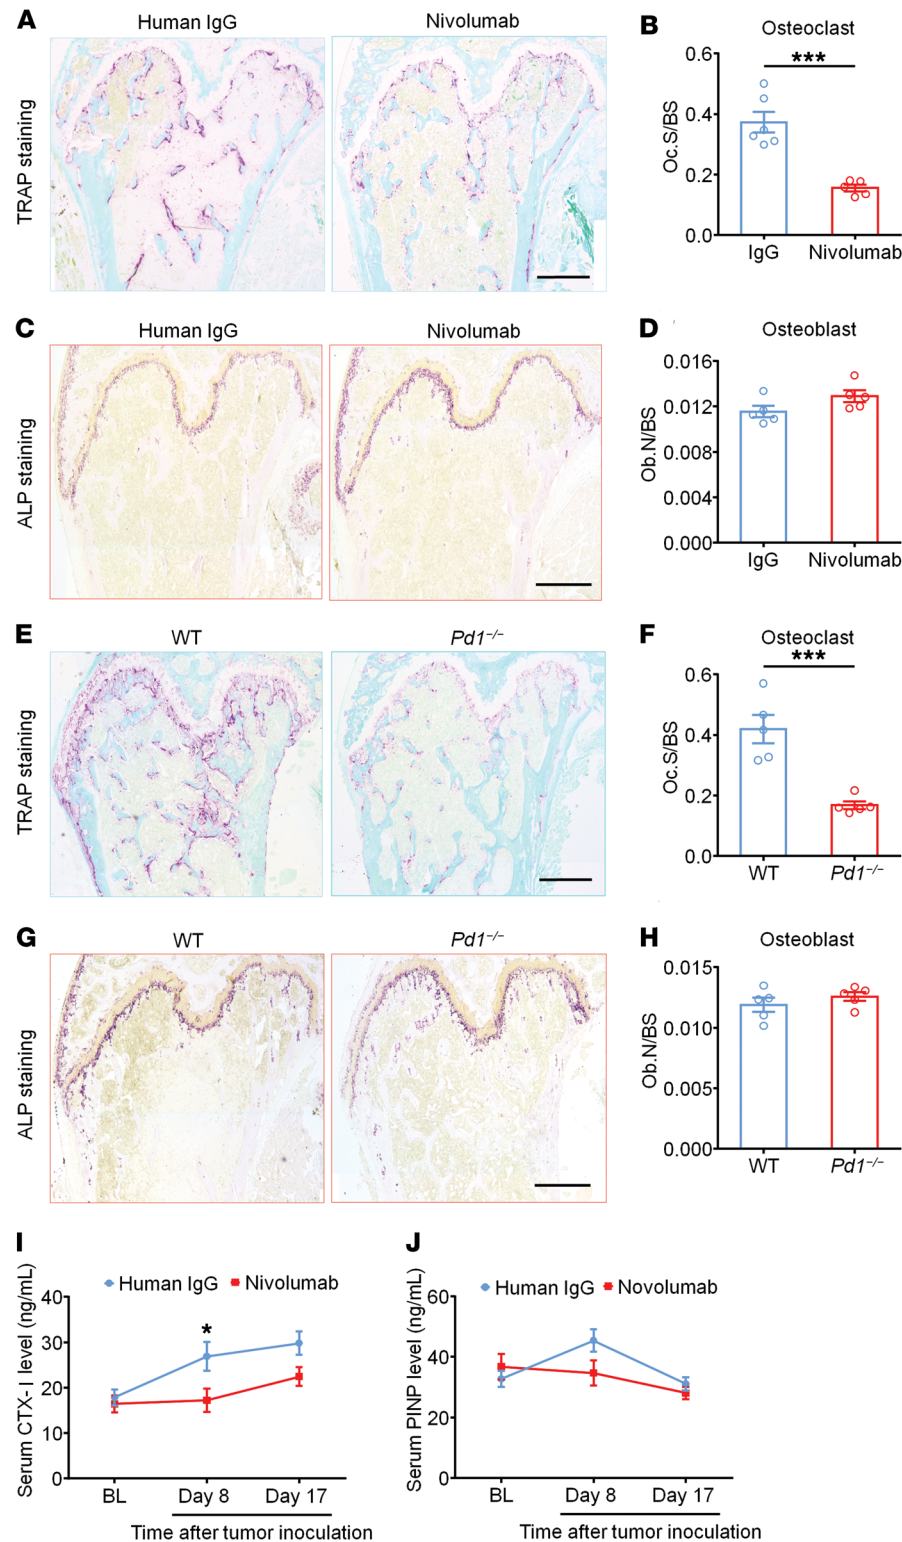 A
Human IgG
Nivolumab
TRAP staining
B
Osteoclast
***
Oc.S/BS
0.6
0.4
0.2
0.0
IgG
Nivolumab
C
Human IgG
Nivolumab
ALP staining
D
Osteoblast
Ob.N/BS
0.016
0.012
0.008
0.004
0.000
IgG
Nivolumab
E
WT
Pd1⁻/⁻
TRAP staining
F
Osteoclast
***
Oc.S/BS
0.6
0.4
0.2
0.0
WT
Pd1⁻/⁻
G
WT
Pd1⁻/⁻
ALP staining
H
Osteoblast
Ob.N/BS
0.015
0.010
0.005
0.000
WT
Pd1⁻/⁻
I
Human IgG
Nivolumab
Serum CTX-I level (ng/mL)
40
30
20
10
0
*
BL
Day 8
Day 17
Time after tumor inoculation
J
Human IgG
Novolumab
Serum PINP level (ng/mL)
60
40
20
0
BL
Day 8
Day 17
Time after tumor inoculation